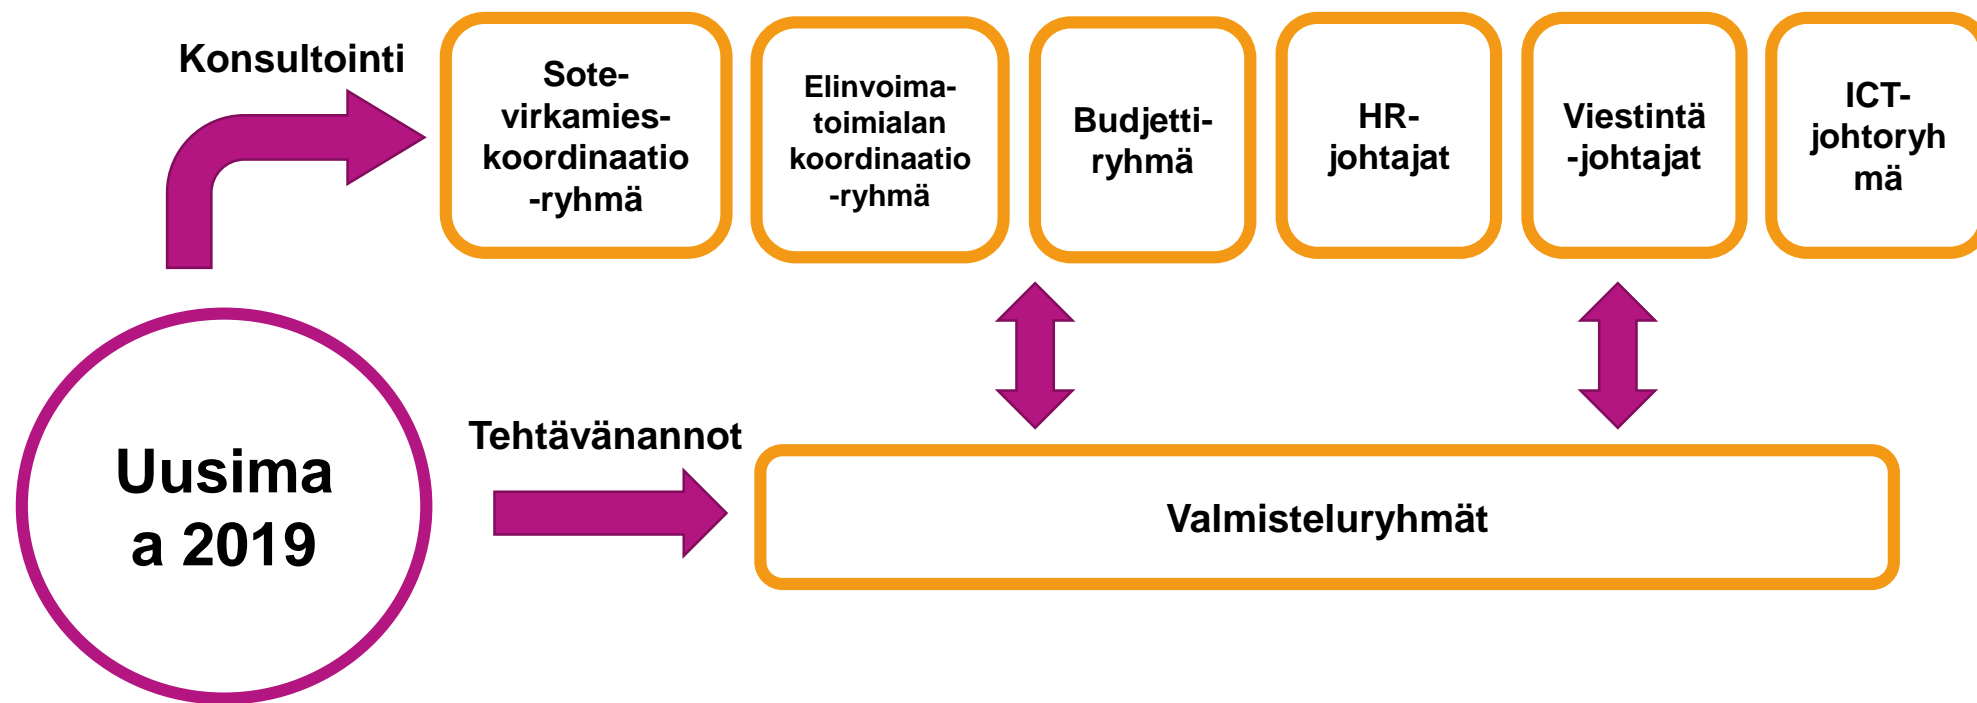 Konsultointi
Sote-
virkamies-
koordinaatio
-ryhmä
Elinvoima-
toimialan
koordinaatio
-ryhmä
Budjetti-
ryhmä
HR-
johtajat
Viestintä
-johtajat
ICT-
johtoryh
mä
Uusima
a 2019
Tehtävänannot
Valmisteluryhmät